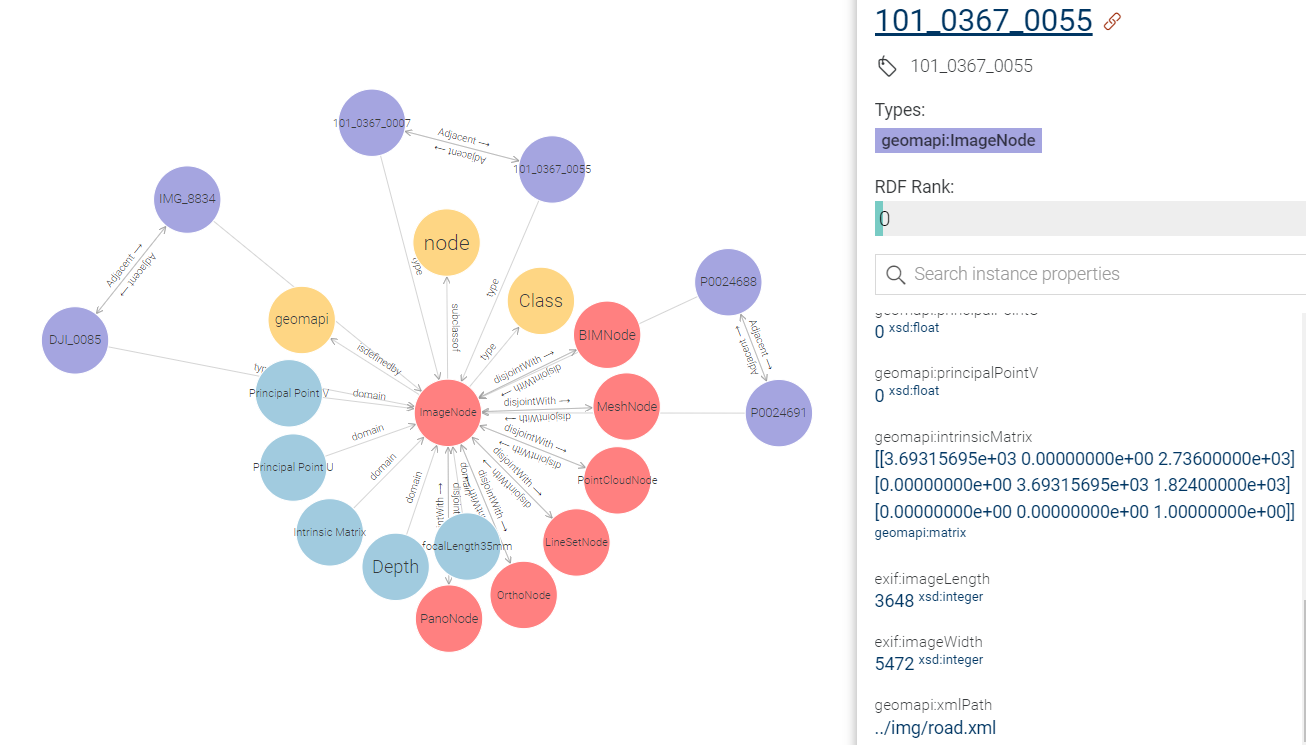 101_0367_0007
Adjacent →
← Adjacent
101_0367_0055
IMG_8834
Adjacent →
← Adjacent
DJI_0085
node
Class
geomapi
type
type
type
subclassof
isdefinedby
P0024688
Adjacent →
← Adjacent
P0024691
BIMNode
disjointWith →
← disjointWith
MeshNode
disjointWith →
← disjointWith
ImageNode
Principal Point V
domain
Principal Point U
domain
Intrinsic Matrix
domain
Depth
domain
focalLength35mm
domain
disjointWith →
← disjointWith
PointCloudNode
disjointWith →
← disjointWith
LineSetNode
disjointWith →
OrthoNode
PanoNode
101_0367_0055
101_0367_0055
Types:
geomapi:ImageNode
RDF Rank:
0
Search instance properties
0 xsd:float
geomapi:principalPointV
0 xsd:float
geomapi:intrinsicMatrix
[[3.69315695e+03 0.00000000e+00 2.73600000e+03]
[0.00000000e+00 3.69315695e+03 1.82400000e+03]
[0.00000000e+00 0.00000000e+00 1.00000000e+00]]
geomapi:matrix
exif:imageLength
3648 xsd:integer
exif:imageWidth
5472 xsd:integer
geomapi:xmlPath
../img/road.xml